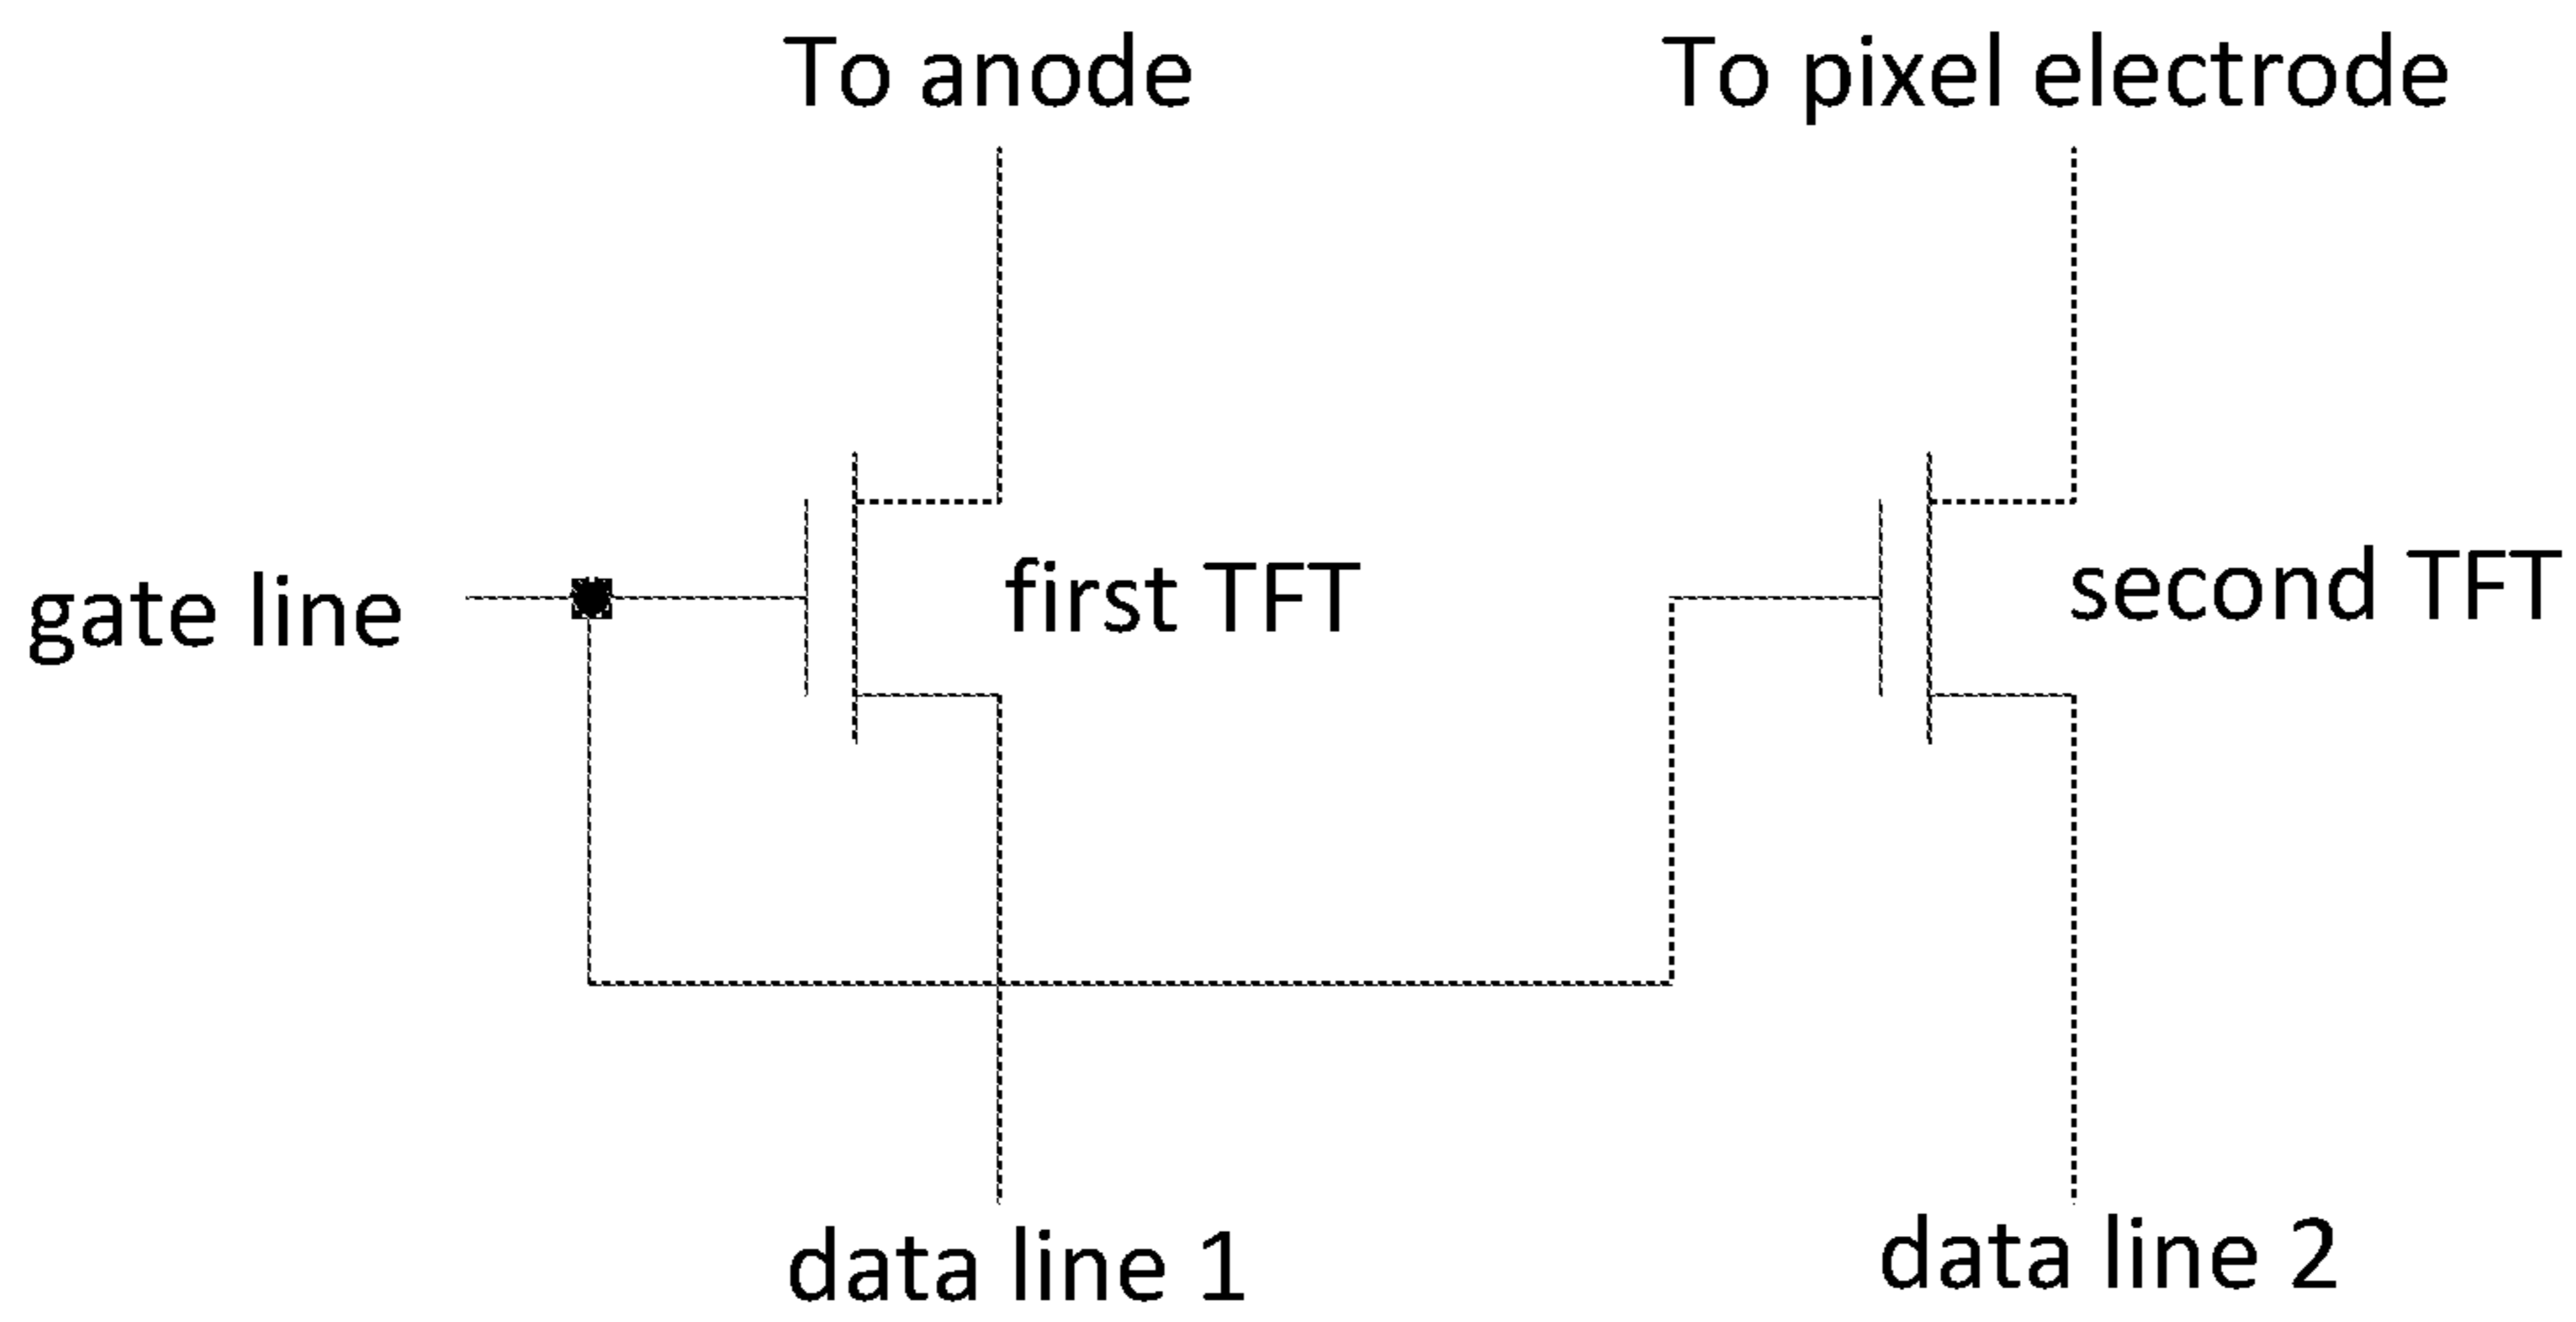 To anode
To pixel electrode
gate line
first TFT
second TFT
data line 1
data line 2